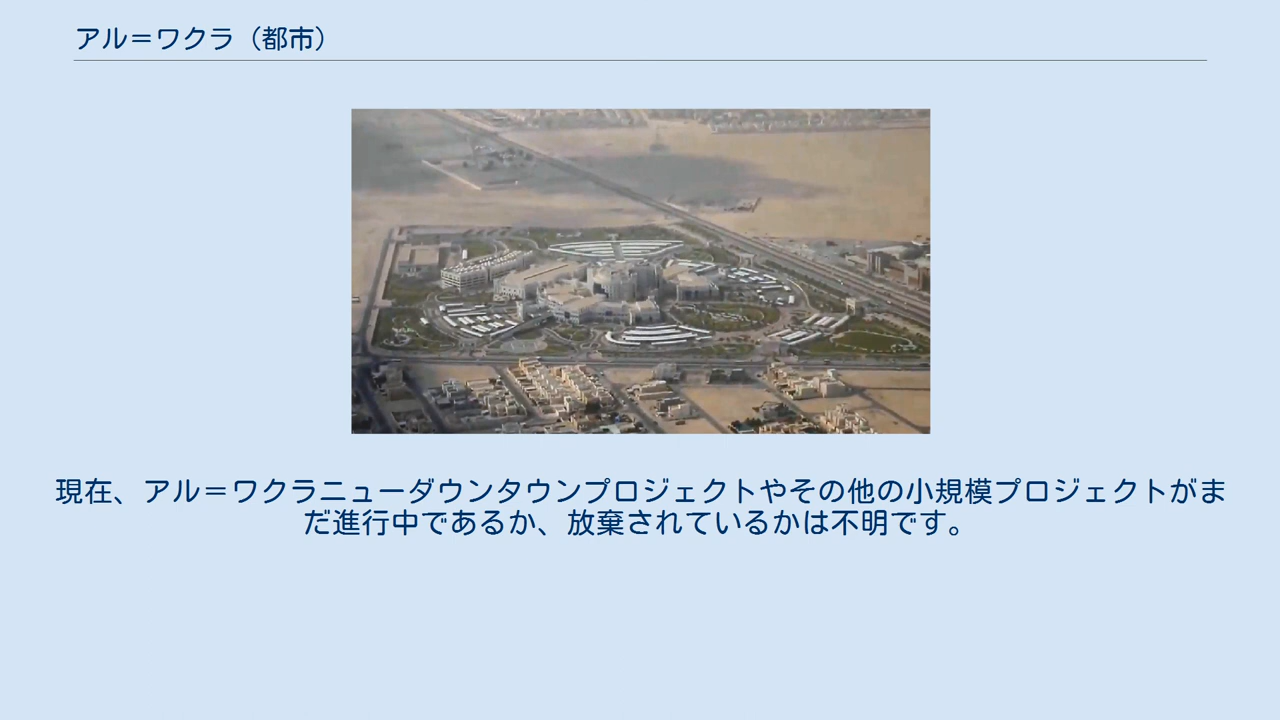 アル＝ワクラ（都市）
現在、アル＝ワクラニューダウンタウンプロジェクトやその他の小規模プロジェクトがま
だ進行中であるか、放棄されているかは不明です。